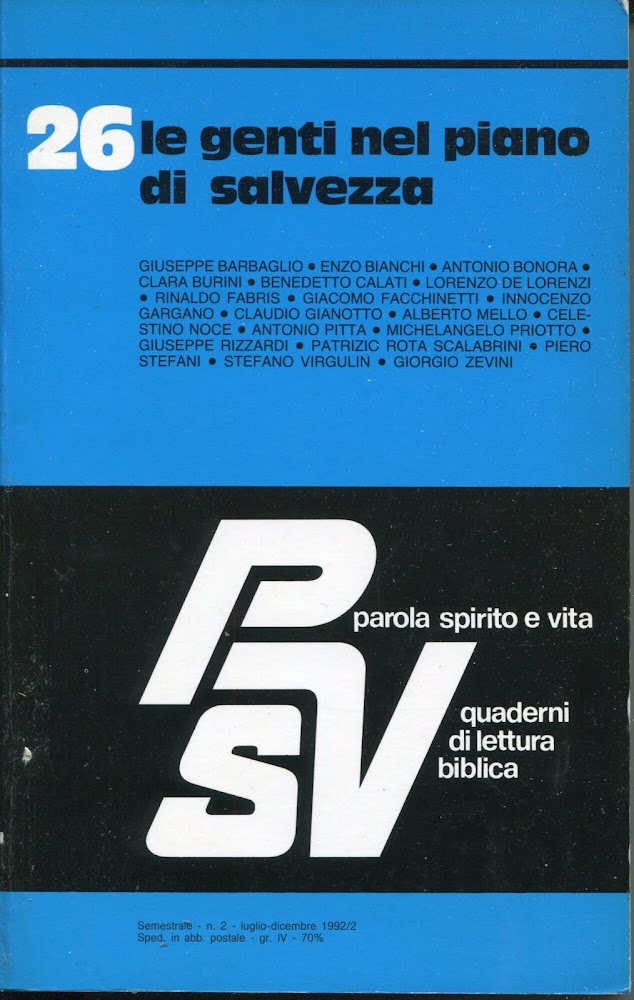 26 le genti nel piano
di salvezza
GIUSEPPE BARBAGLIO • ENZO BIANCHI • ANTONIO BONORA •
CLARA BURINI • BENEDETTO CALATI • LORENZO DE LORENZI
• RINALDO FABRIS • GIACOMO FACCHINETTI • INNOCENZO
GARGANO • CLAUDIO GIANOTTO • ALBERTO MELLO • CELE-
STINO NOCE • ANTONIO PITTA • MICHELANGELO PRIOTTO •
GIUSEPPE RIZZARDI • PATRIZIC ROTA SCALABRINI • PIERO
STEFANI • STEFANO VIRGULIN • GIORGIO ZEVINI
PSV
parola spirito e vita
quaderni
di lettura
biblica
Semestrale - n. 2 - luglio-dicembre 1992/2
Sped. in abb. postale - gr. IV - 70%